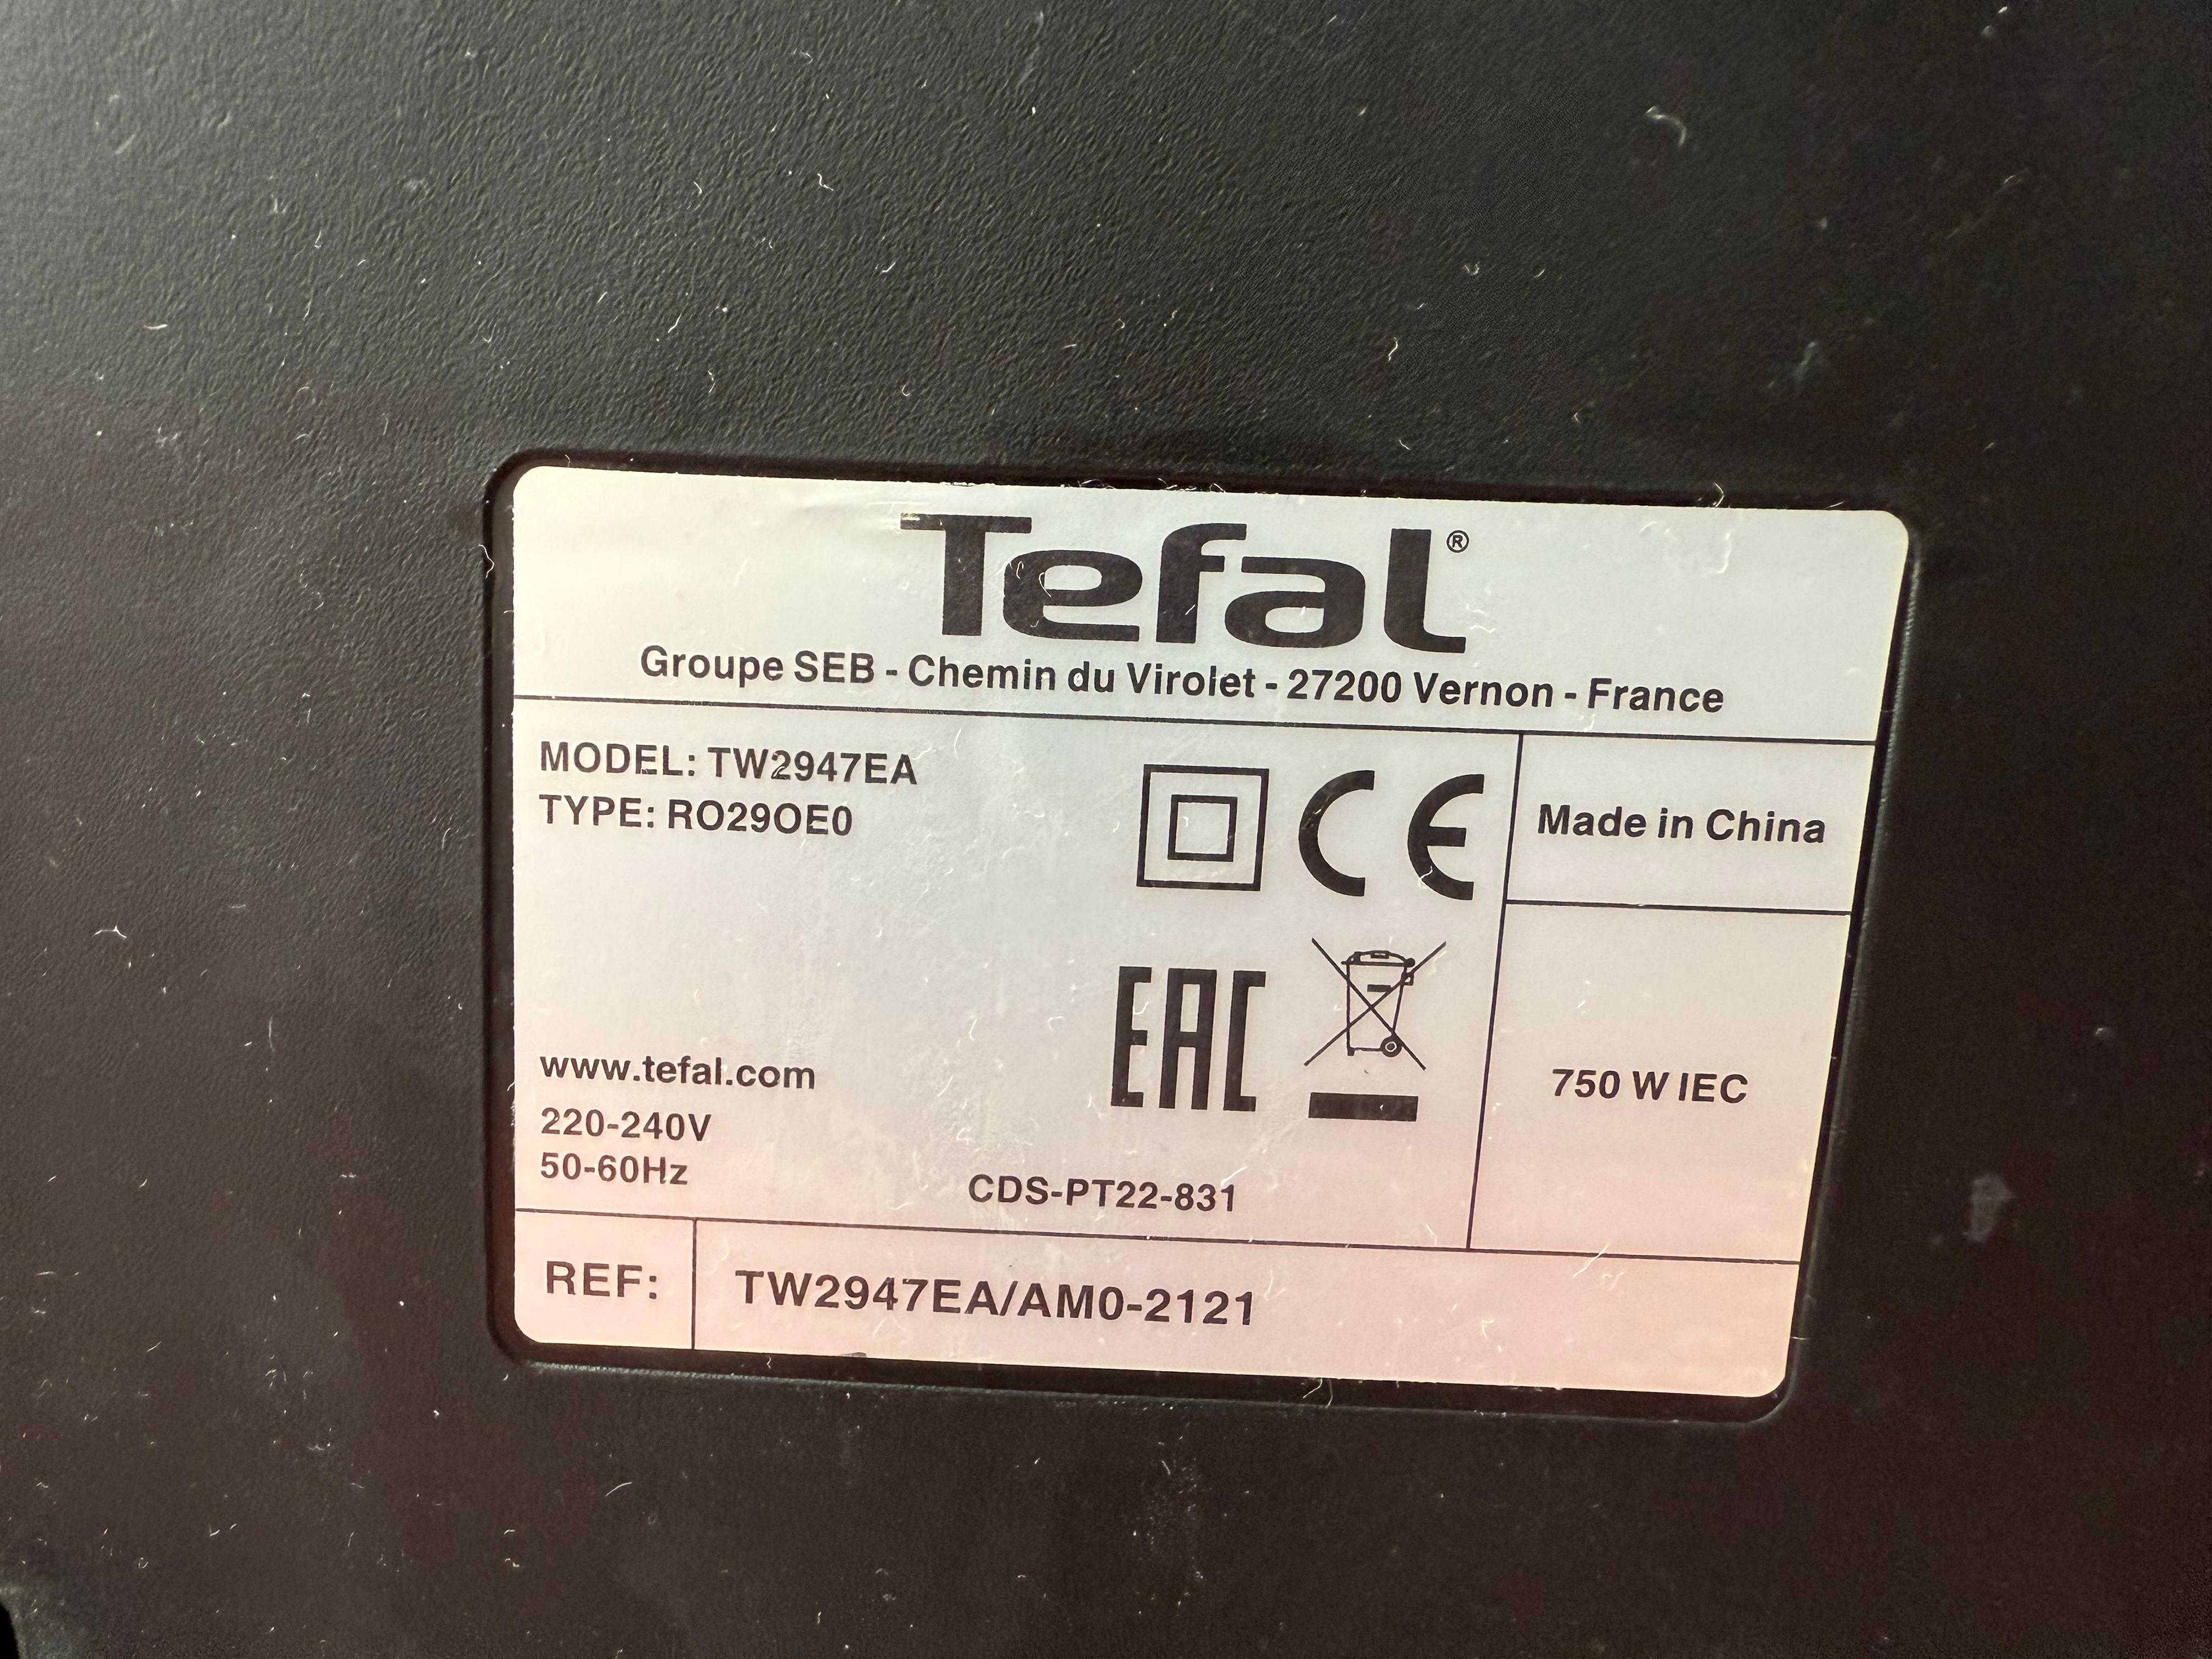 Tefal®
Groupe SEB - Chemin du Virolet - 27200 Vernon - France
MODEL: TW2947EA
TYPE: RO29OE0
CE
Made in China
EAC
750 W IEC
www.tefal.com
220-240V
50-60Hz
CDS-PT22-831
REF: TW2947EA/AM0-2121